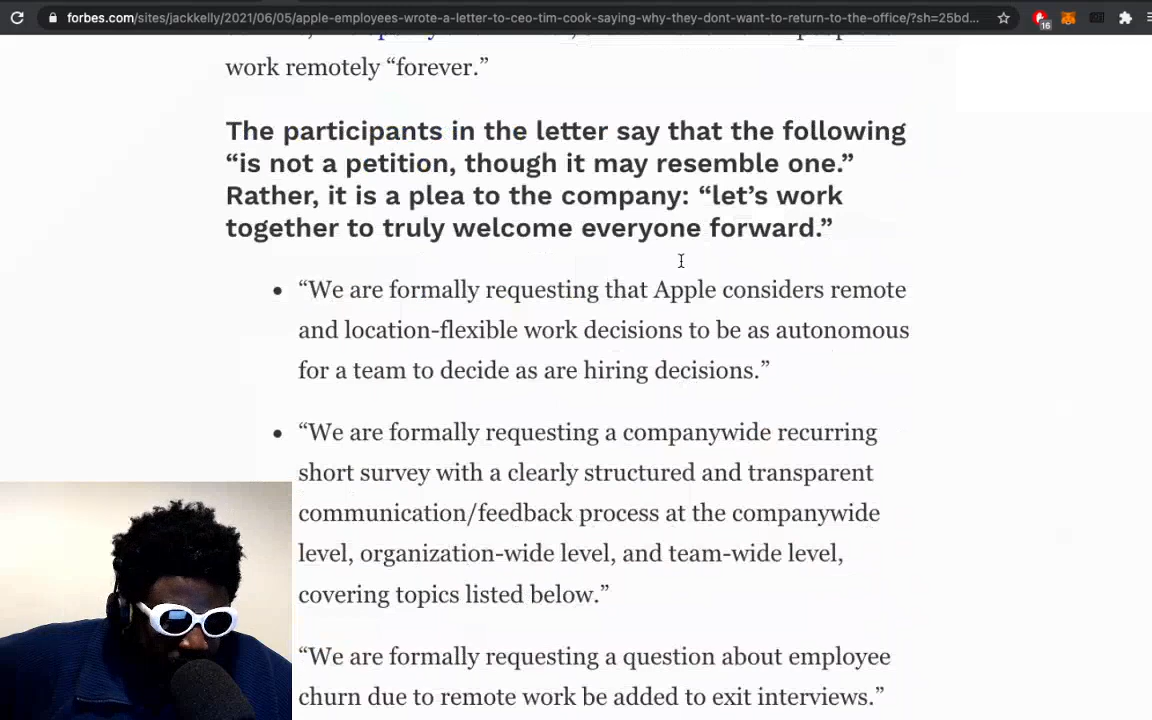 forbes.com/sites/jackkelly/2021/06/05/apple-employees-wrote-a-letter-to-ceo-tim-cook-saying-why-they-dont-want-to-return-to-the-office/?sh=25bd...
16
work remotely “forever.”
The participants in the letter say that the following
“is not a petition, though it may resemble one.”
Rather, it is a plea to the company: “let’s work
together to truly welcome everyone forward.”
• “We are formally requesting that Apple considers remote
and location-flexible work decisions to be as autonomous
for a team to decide as are hiring decisions.”
• “We are formally requesting a companywide recurring
short survey with a clearly structured and transparent
communication/feedback process at the companywide
level, organization-wide level, and team-wide level,
covering topics listed below.”
“We are formally requesting a question about employee
churn due to remote work be added to exit interviews.”